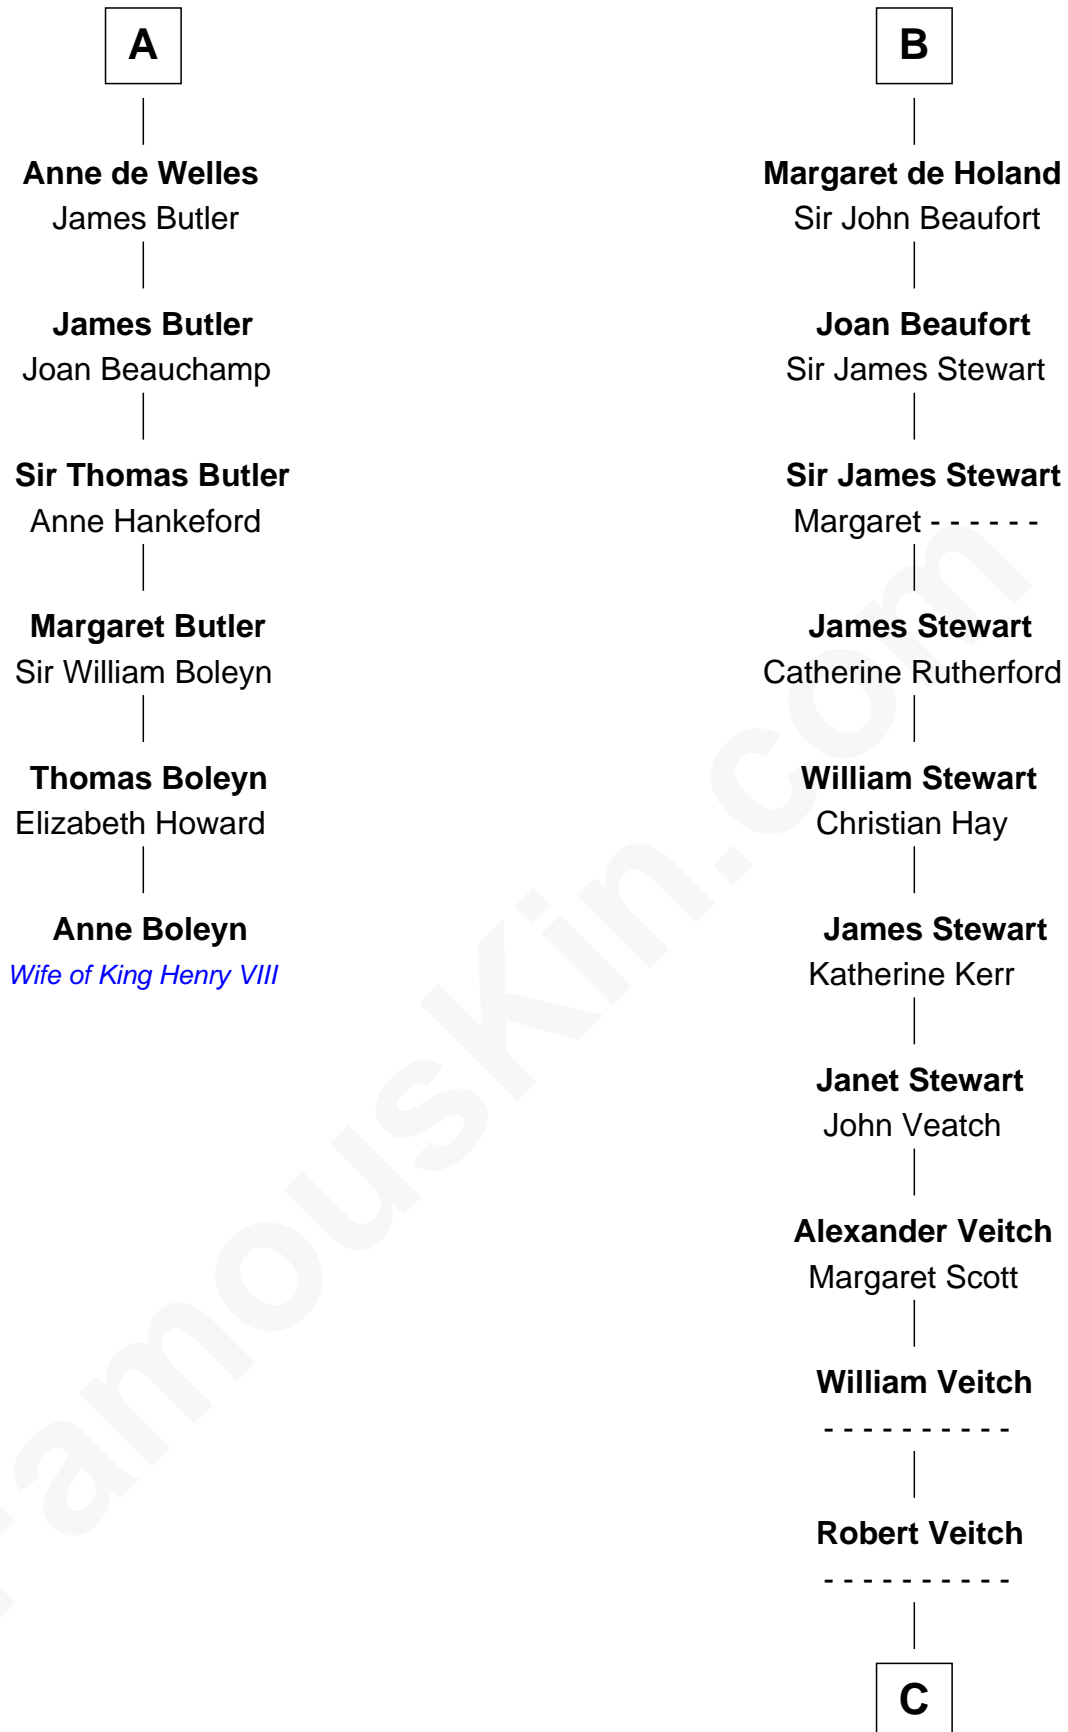 A
Anne de Welles
James Butler
James Butler
Joan Beauchamp
Sir Thomas Butler
Anne Hankeford
Margaret Butler
Sir William Boleyn
Thomas Boleyn
Elizabeth Howard
Anne Boleyn
Wife of King Henry VIII
B
Margaret de Holand
Sir John Beaufort
Joan Beaufort
Sir James Stewart
Sir James Stewart
Margaret - - - - - -
James Stewart
Catherine Rutherford
William Stewart
Christian Hay
James Stewart
Katherine Kerr
Janet Stewart
John Veatch
Alexander Veitch
Margaret Scott
William Veitch
- - - - - - - - - -
Robert Veitch
- - - - - - - - - -
C
FamousKin.com